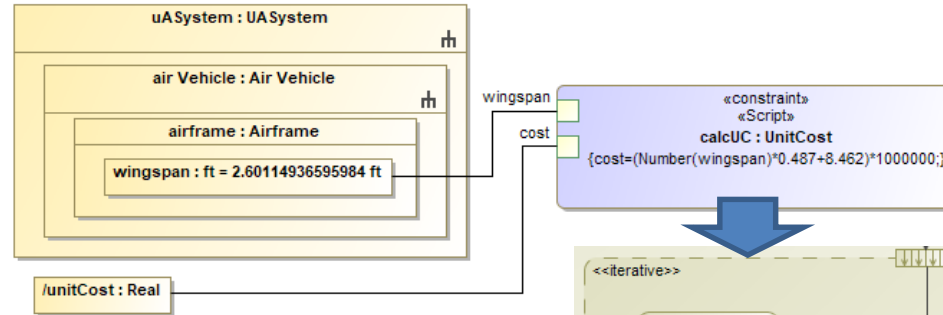 uASystem : UASystem
air Vehicle : Air Vehicle
airframe : Airframe
wingspan : ft = 2.60114936595984 ft
/unitCost : Real
wingspan
cost
«constraint»
«Script»
calcUC : UnitCost
{cost=(Number(wingspan)*0.487+8.462)*1000000;}
<<iterative>>